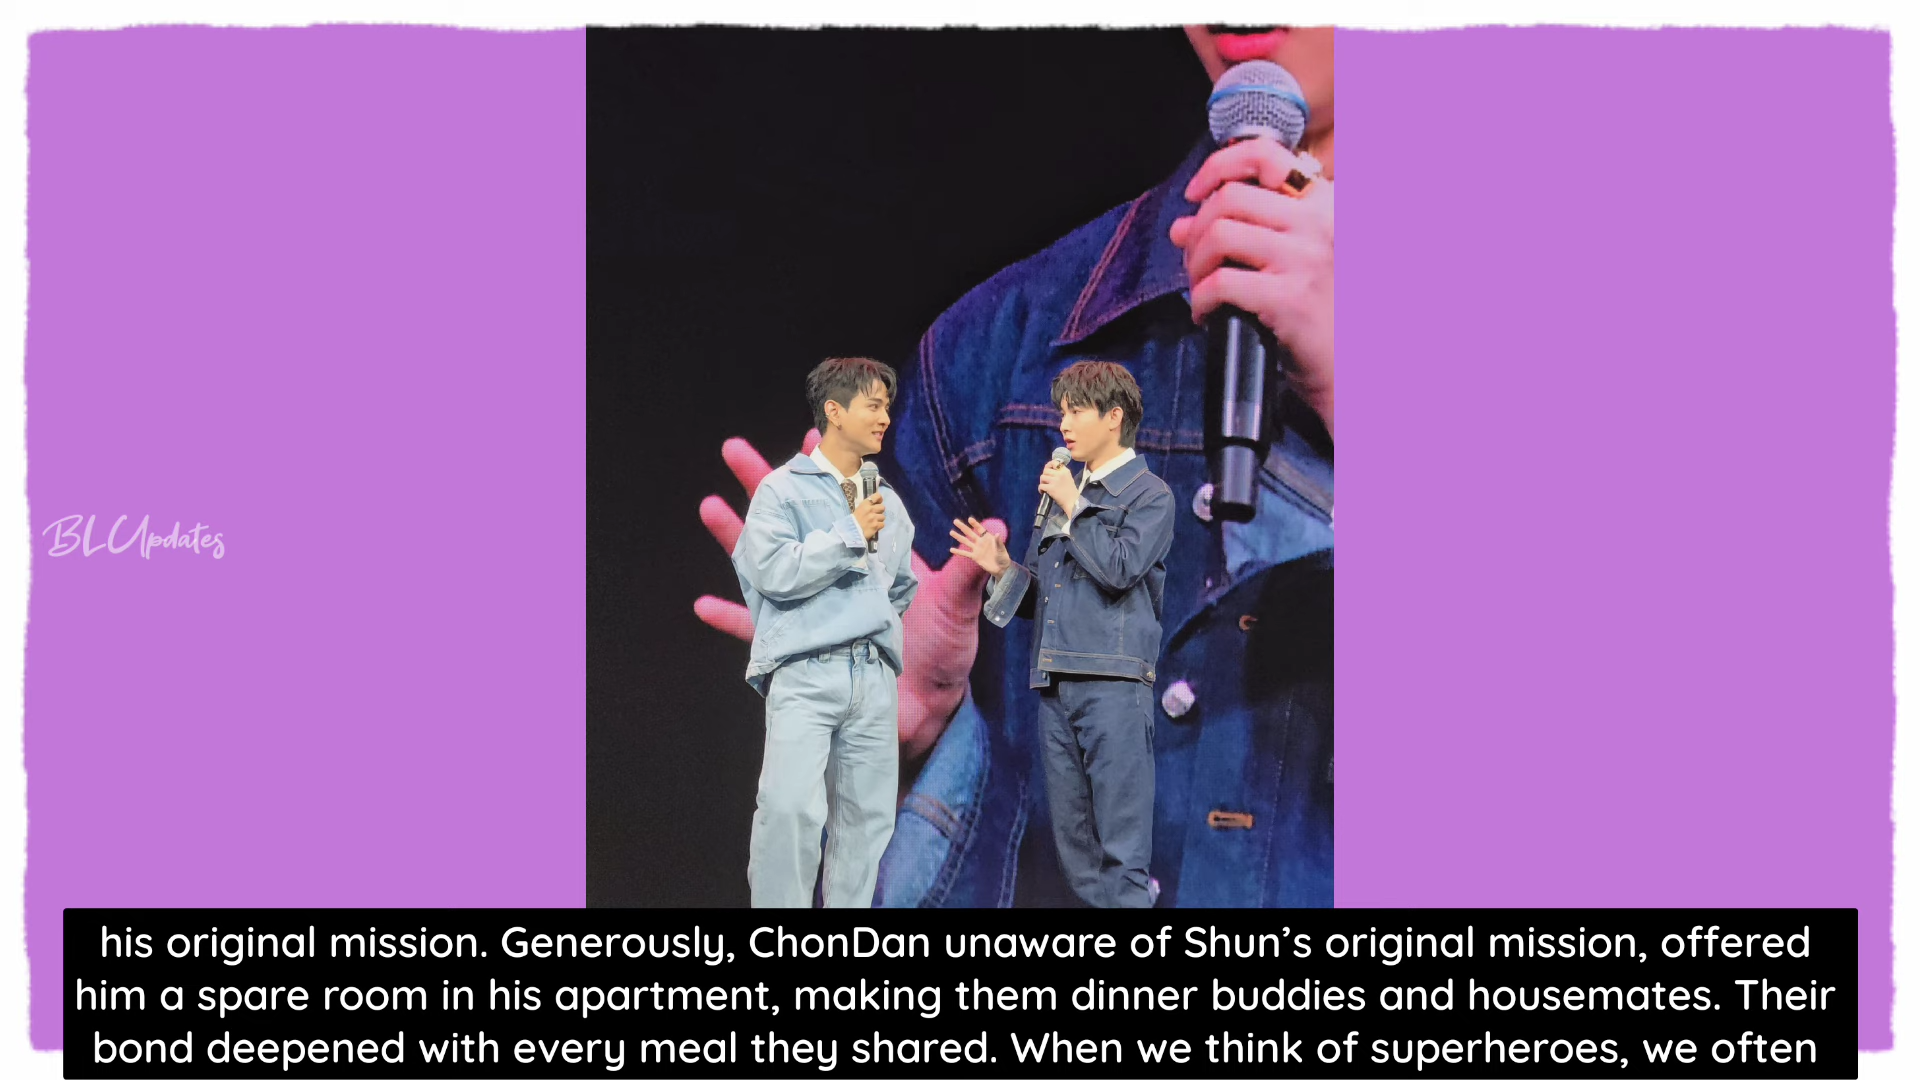 BLUpdates
his original mission. Generously, ChonDan unaware of Shun’s original mission, offered
him a spare room in his apartment, making them dinner buddies and housemates. Their
bond deepened with every meal they shared. When we think of superheroes, we often